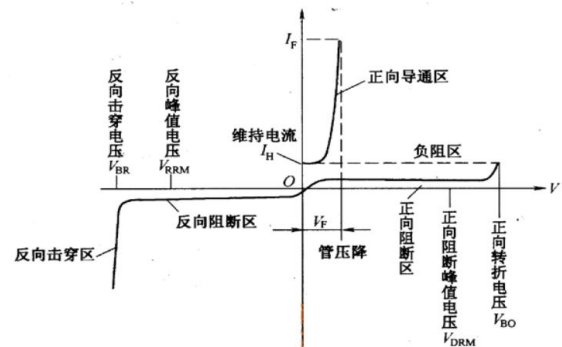 I_F
正向导通区
反向击穿电压
V_BR
反向峰值电压
V_RRM
维持电流
I_H
负阻区
O
V
反向阻断区
V_F
反向击穿区
管压降
正向阻断区
正向阻断峰值电压
V_DRM
正向转折电压
V_BO